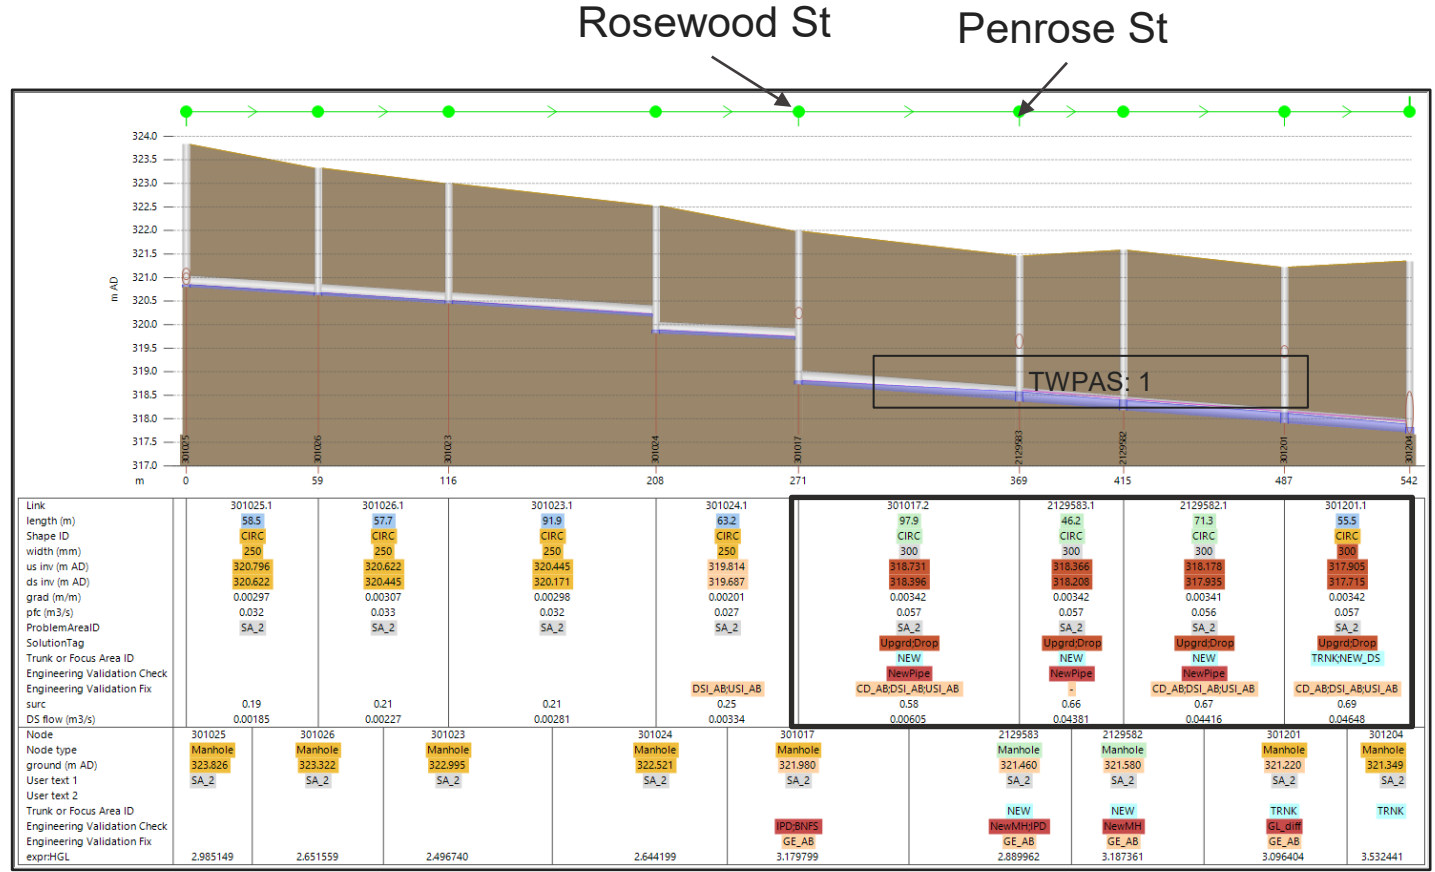 Rosewood St
Penrose St
324.0
323.5
323.0
322.5
322.0
321.5
321.0
320.5
320.0
319.5
319.0
318.5
318.0
317.5
317.0
m AD
TWPAS: 1
301025 301026 301023 301024 301017 2129583 2129582 301201 301204
m 0 59 116 208 271 369 415 487 542
Link 301025.1 301026.1 301023.1 301024.1 301017.2 2129583.1 2129582.1 301201.1
length (m) 58.5 57.7 91.9 63.2 97.9 46.2 71.3 55.5
Shape ID CIRC CIRC CIRC CIRC CIRC CIRC CIRC CIRC
width (mm) 250 250 250 250 300 300 300 300
us inv (m AD) 320.796 320.622 320.445 319.814 318.731 318.366 318.178 317.905
ds inv (m AD) 320.622 320.445 320.171 319.687 318.396 318.208 317.935 317.715
grad (m/m) 0.00297 0.00307 0.00298 0.00201 0.00342 0.00342 0.00341 0.00342
pfc (m3/s) 0.032 0.033 0.032 0.027 0.057 0.057 0.056 0.057
ProblemAreaID SA_2 SA_2 SA_2 SA_2 SA_2 SA_2 SA_2 SA_2
SolutionTag Upgrd;Drop Upgrd;Drop Upgrd;Drop Upgrd;Drop
Trunk or Focus Area ID NEW NEW NEW TRNK;NEW_DS
Engineering Validation Check NewPipe NewPipe NewPipe
Engineering Validation Fix DSI_AB;USI_AB CD_AB;DSI_AB;USI_AB - CD_AB;DSI_AB;USI_AB CD_AB;DSI_AB;USI_AB
surc 0.19 0.21 0.21 0.25 0.58 0.66 0.67 0.69
DS flow (m3/s) 0.00185 0.00227 0.00281 0.00334 0.00605 0.04381 0.04416 0.04648
Node 301025 301026 301023 301024 301017 2129583 2129582 301201 301204
Node type Manhole Manhole Manhole Manhole Manhole Manhole Manhole Manhole Manhole
ground (m AD) 323.826 323.322 322.995 322.521 321.980 321.460 321.580 321.220 321.349
User text 1 SA_2 SA_2 SA_2 SA_2 SA_2 SA_2 SA_2 SA_2 SA_2
User text 2
Trunk or Focus Area ID NEW NEW TRNK TRNK
Engineering Validation Check IPD;BNFS NewMH;IPD NewMH GL_diff
Engineering Validation Fix GE_AB GE_AB GE_AB GE_AB
expr:HGL 2.985149 2.651559 2.496740 2.644199 3.179799 2.889962 3.187361 3.096404 3.532441